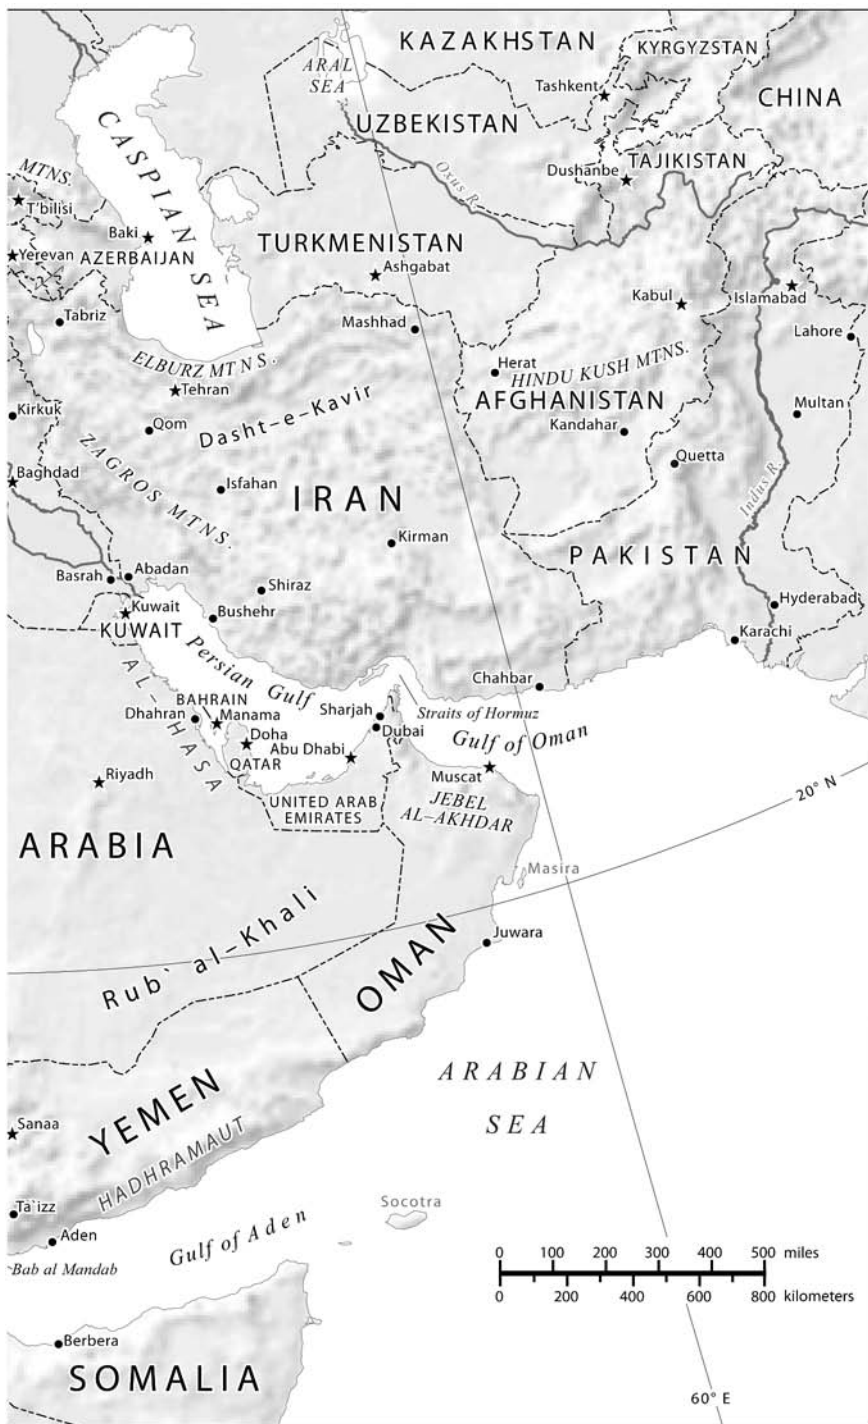 KAZAKHSTAN
KYRGYZSTAN
ARAL
SEA
Tashkent
CHINA
UZBEKISTAN
CASPIAN SEA
Oxus R.
Dushanbe
TAJIKISTAN
MTNS.
T'bilisi
Baki
Yerevan
AZERBAIJAN
TURKMENISTAN
Ashgabat
Kabul
Islamabad
Tabriz
Mashhad
Lahore
ELBURZ MTNS.
Tehran
Herat
HINDU KUSH MTNS.
AFGHANISTAN
Kirkuk
Qom
Dasht–e–Kavir
Kandahar
Multan
Quetta
Baghdad
ZAGROS MTNS.
Isfahan
IRAN
Indus R.
Kirman
PAKISTAN
Basrah
Abadan
Shiraz
Kuwait
Bushehr
Hyderabad
KUWAIT
Karachi
Persian Gulf
AL–HASA
Chahbar
BAHRAIN
Dhahran
Manama
Sharjah
Straits of Hormuz
Doha
Dubai
Gulf of Oman
Abu Dhabi
QATAR
Riyadh
Muscat
UNITED ARAB
EMIRATES
JEBEL
AL–AKHDAR
20° N
ARABIA
Masira
Rub` al–Khali
OMAN
Juwara
ARABIAN
SEA
YEMEN
Sanaa
HADHRAMAUT
Ta`izz
Socotra
Aden
Gulf of Aden
Bab al Mandab
0 100 200 300 400 500 miles
0 200 400 600 800 kilometers
Berbera
SOMALIA
60° E